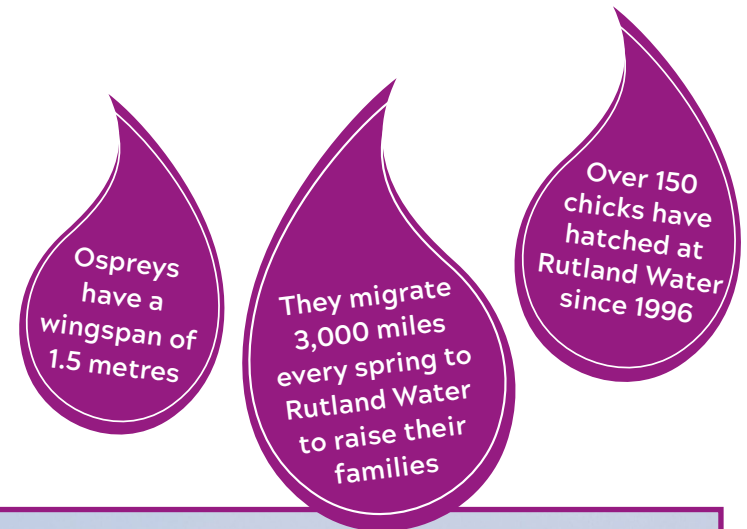 Ospreys
have a
wingspan of
1.5 metres
They migrate
3,000 miles
every spring to
Rutland Water
to raise their
families
Over 150
chicks have
hatched at
Rutland Water
since 1996